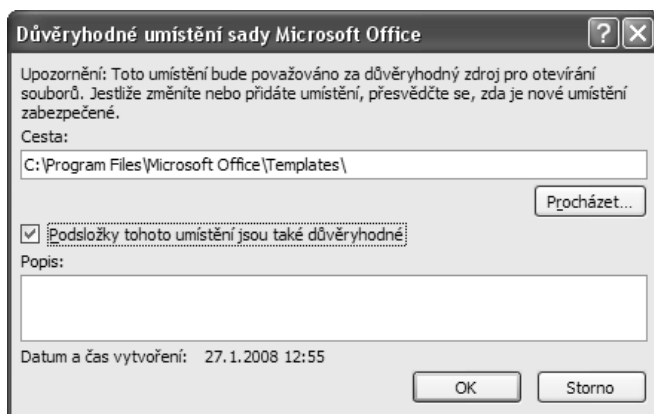 Důvěryhodné umístění sady Microsoft Office
Upozornění: Toto umístění bude považováno za důvěryhodný zdroj pro otevírání
souborů. Jestliže změníte nebo přidáte umístění, přesvědčte se, zda je nové umístění
zabezpečené.
Cesta:
C:\Program Files\Microsoft Office\Templates\
Procházet...
Podsložky tohoto umístění jsou také důvěryhodné
Popis:
Datum a čas vytvoření: 27.1.2008 12:55
OK Storno